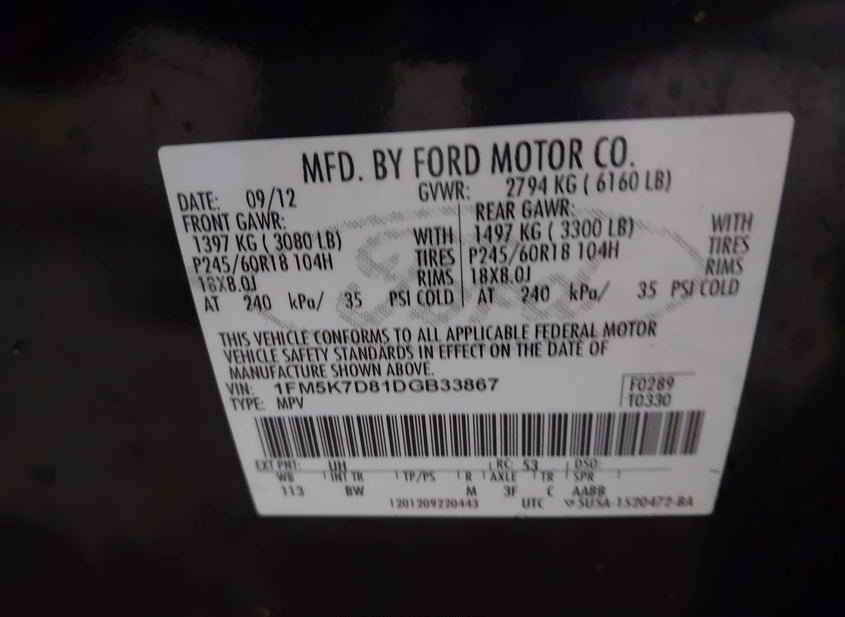 MFD. BY FORD MOTOR CO.
DATE: 09/12 GVWR: 2794 KG ( 6160 LB)
FRONT GAWR: REAR GAWR:
1397 KG ( 3080 LB) WITH 1497 KG ( 3300 LB) WITH
P245/60R18 104H TIRES P245/60R18 104H TIRES
18X8.0J RIMS 18X8.0J RIMS
AT 240 kPa/ 35 PSI COLD AT 240 kPa/ 35 PSI COLD
THIS VEHICLE CONFORMS TO ALL APPLICABLE FEDERAL MOTOR
VEHICLE SAFETY STANDARDS IN EFFECT ON THE DATE OF
MANUFACTURE SHOWN ABOVE.
VIN: 1FM5K7D81DGB33867 F0289
TYPE: MPV T0330
EXT PNT: UH RC: 53 DSO:
WB INT TR TP/PS R AXLE TR SPR
113 BW M 3F C AABB
1201209220443 UTC SUSA-1520472-BA